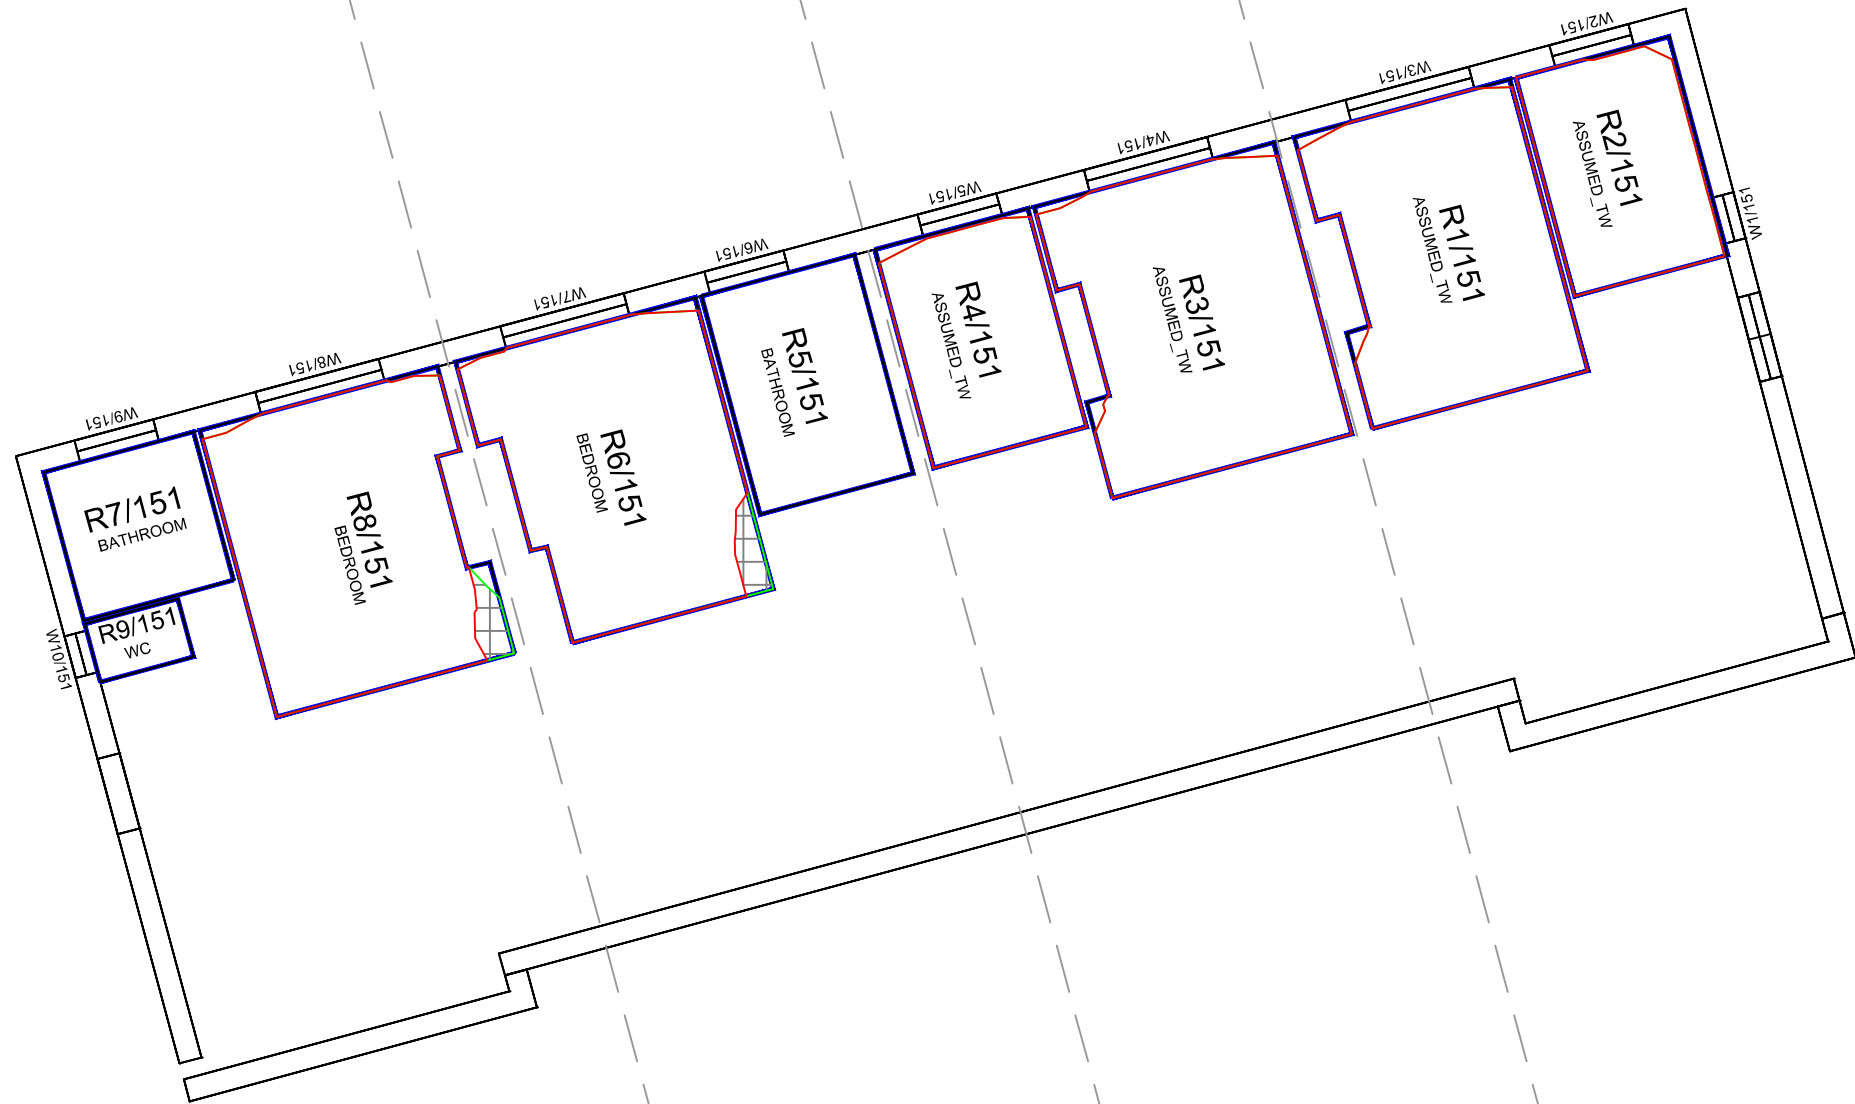 W2/151
W3/151
W4/151
W5/151
W6/151
W7/151
W8/151
W9/151
W10/151
W1/151
R2/151
ASSUMED_TW
R1/151
ASSUMED_TW
R3/151
ASSUMED_TW
R4/151
ASSUMED_TW
R5/151
BATHROOM
R6/151
BEDROOM
R8/151
BEDROOM
R7/151
BATHROOM
R9/151
WC